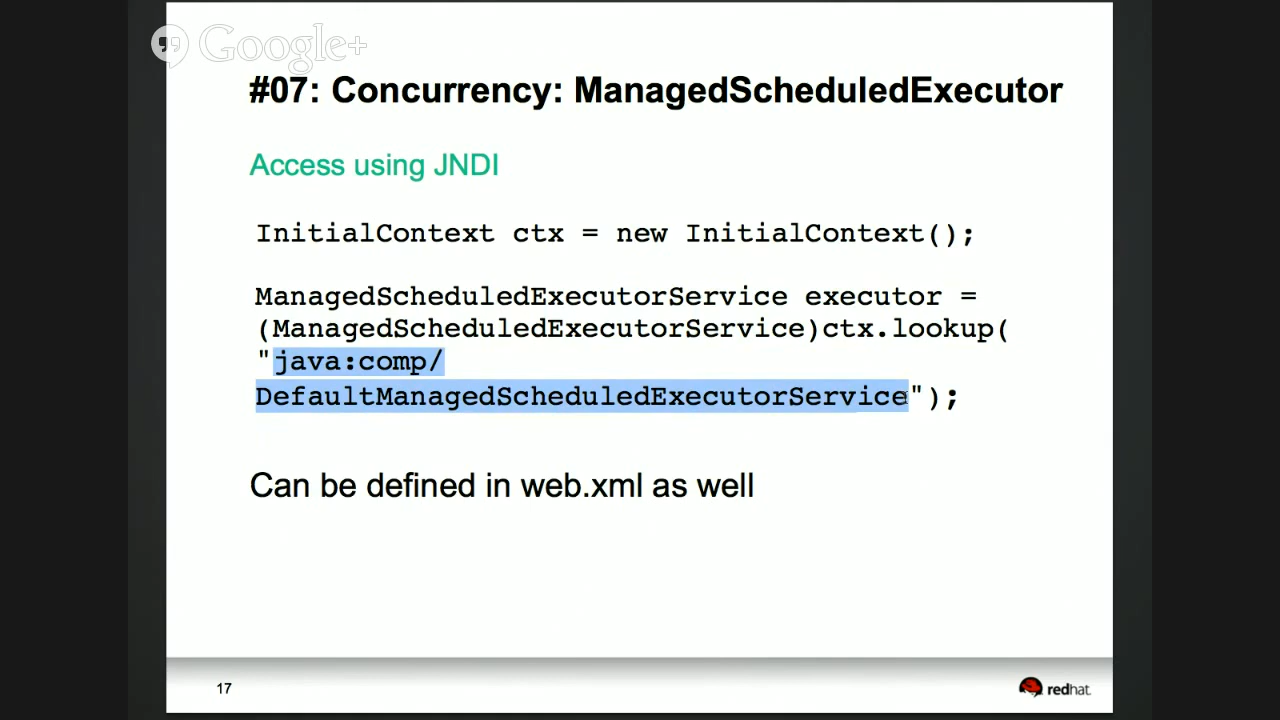 Google+
#07: Concurrency: ManagedScheduledExecutor
Access using JNDI
InitialContext ctx = new InitialContext();
ManagedScheduledExecutorService executor =
(ManagedScheduledExecutorService)ctx.lookup(
"java:comp/
DefaultManagedScheduledExecutorService");
Can be defined in web.xml as well
17
redhat.